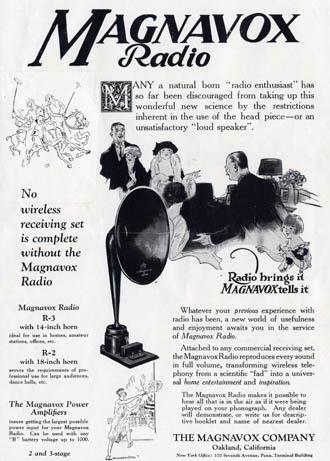 MAGNAVOX
Radio
MANY a natural born "radio enthusiast" has
so far been discouraged from taking up this
wonderful new science by the restrictions
inherent in the use of the head piece—or an
unsatisfactory "loud speaker".
No
wireless
receiving set
is complete
without the
Magnavox
Radio
Radio brings it
MAGNAVOX tells it
Magnavox Radio
R-3
with 14-inch horn
ideal for use in homes, amateur
stations, offices, etc.
R-2
with 18-inch horn
serves the requirements of pro-
fessional use for large audiences,
dance halls, etc.
The Magnavox Power
Amplifiers
insure getting the largest possible
power input for your Magnavox
Radio. Can be used with any
"B" battery voltage up to 1000.
2 and 3-stage
Whatever your previous experience with
radio has been, a new world of usefulness
and enjoyment awaits you in the service
of Magnavox Radio.
Attached to any commercial receiving set,
the Magnavox Radio reproduces every sound
in full volume, transforming wireless tele-
phony from a scientific "fad" into a univer-
sal home entertainment and inspiration.
The Magnavox Radio makes it possible to
hear all that is in the air as if it were
being played on your phonograph. Any dealer
will demonstrate, or write us for descrip-
tive booklet and name of nearest dealer.
THE MAGNAVOX COMPANY
Oakland, California
New York Office: 370 Seventh Avenue, Penn. Terminal Building